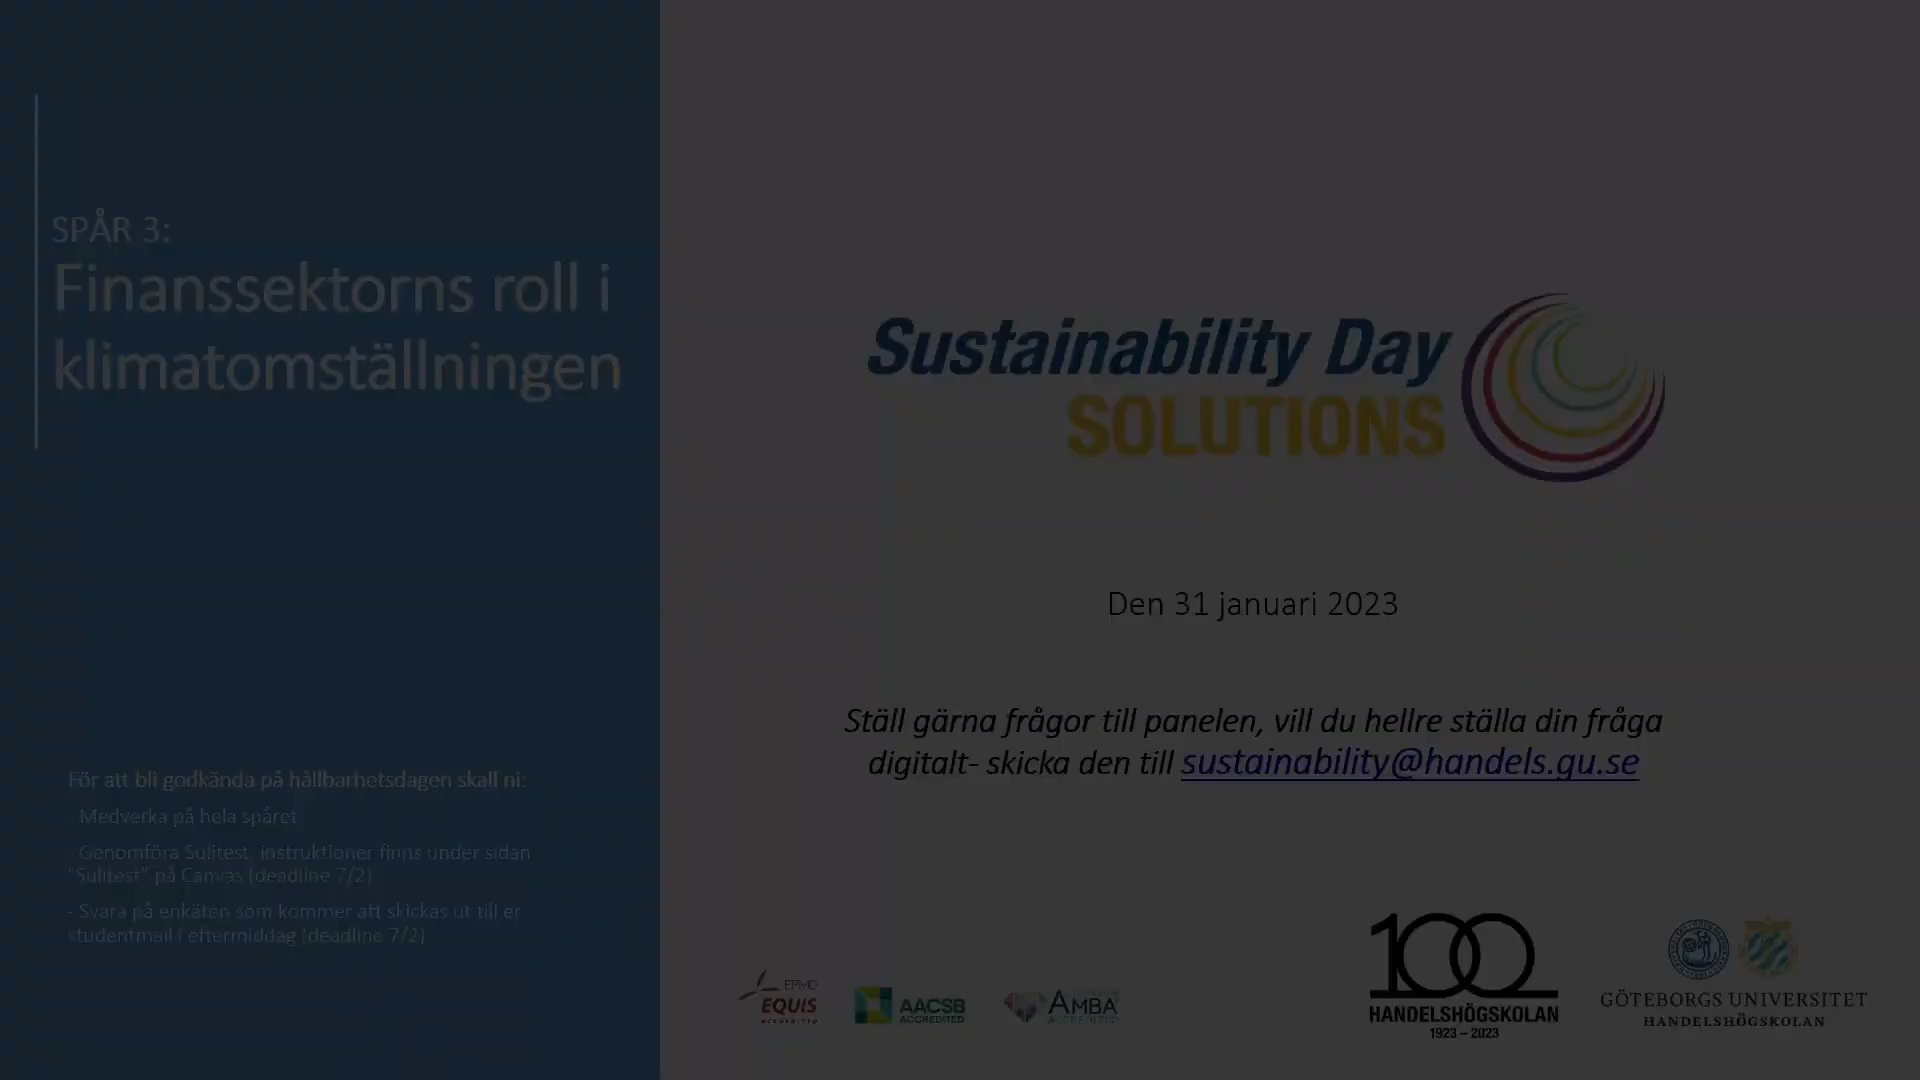 SPÅR 3:
Finanssektorns roll i
klimatomställningen
För att bli godkända på hållbarhetsdagen skall ni:
- Medverka på hela spåret
- Genomföra Sulitest, instruktioner finns under sidan
"Sulitest" på Canvas (deadline 7/2)
- Svara på enkäten som kommer att skickas ut till er
studentmail i eftermiddag (deadline 7/2)
Sustainability Day
SOLUTIONS
Den 31 januari 2023
Ställ gärna frågor till panelen, vill du hellre ställa din fråga
digitalt- skicka den till sustainability@handels.gu.se
EFMD
EQUIS
ACCREDITED
AACSB
ACCREDITED
AMBA
ACCREDITED
100
HANDELSHÖGSKOLAN
1923 – 2023
GÖTEBORGS UNIVERSITET
HANDELSHÖGSKOLAN